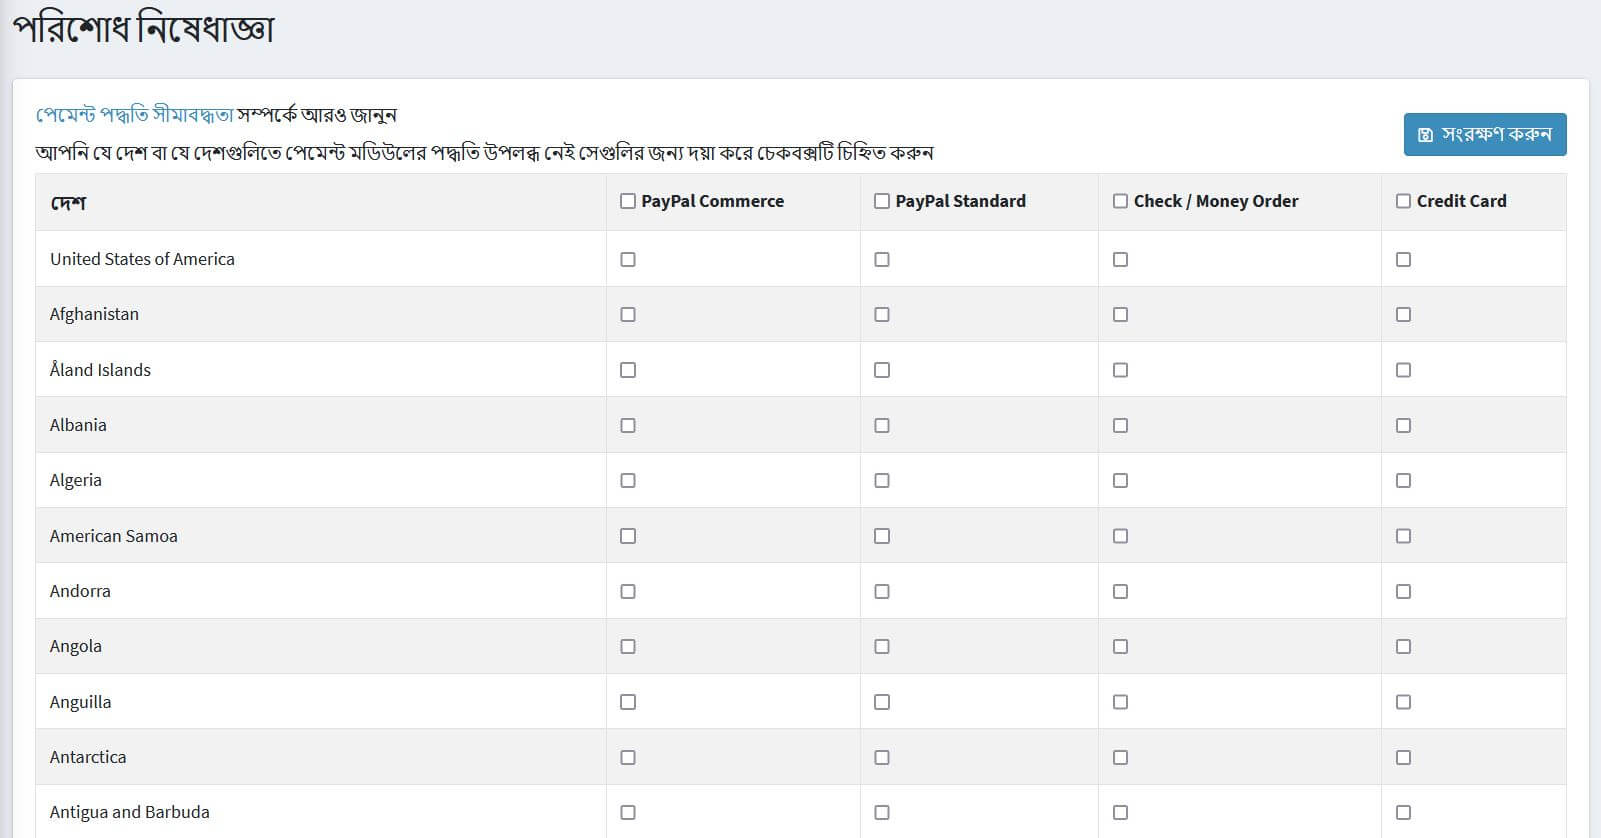 পরিশোধ নিষেধাজ্ঞা
পেমেন্ট পদ্ধতি সীমাবদ্ধতা সম্পর্কে আরও জানুন
সংরক্ষণ করুন
আপনি যে দেশ বা যে দেশগুলিতে পেমেন্ট মডিউলের পদ্ধতি উপলব্ধ নেই সেগুলির জন্য দয়া করে চেকবক্সটি চিহ্নিত করুন
দেশ PayPal Commerce PayPal Standard Check / Money Order Credit Card
United States of America
Afghanistan
Åland Islands
Albania
Algeria
American Samoa
Andorra
Angola
Anguilla
Antarctica
Antigua and Barbuda